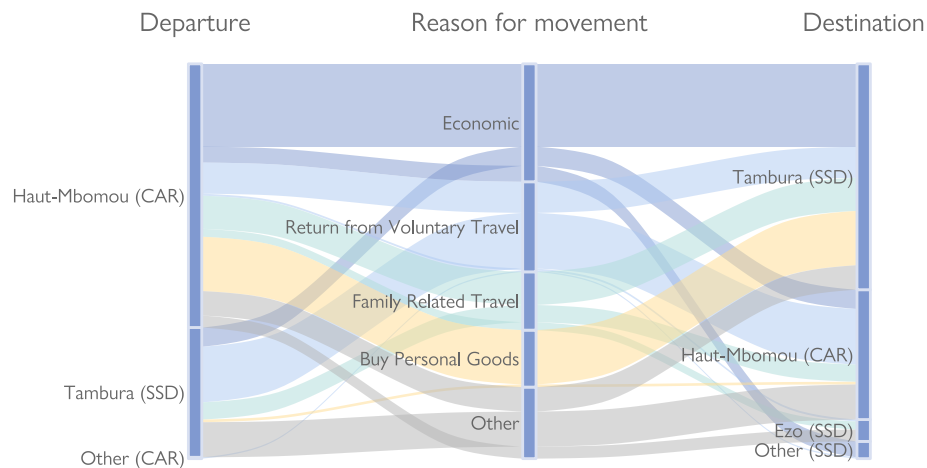 Departure
Reason for movement
Destination
Economic
Tambura (SSD)
Haut-Mbomou (CAR)
Return from Voluntary Travel
Family Related Travel
Haut-Mbomou (CAR)
Buy Personal Goods
Tambura (SSD)
Other
Ezo (SSD)
Other (SSD)
Other (CAR)